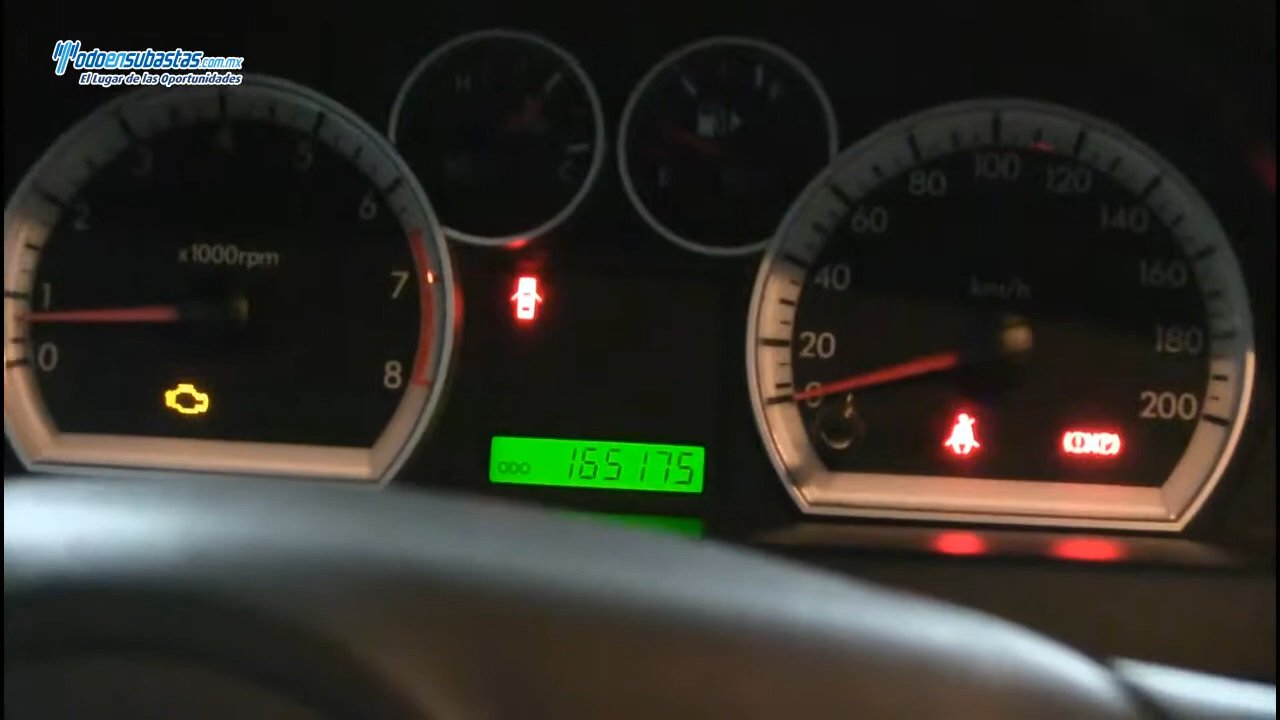 Todoensubastas.com.mx
El Lugar de las Oportunidades
H
C
F
E
0
1
2
3
4
5
6
7
8
x1000rpm
0
20
40
60
80
100
120
140
160
180
200
km/h
ODO 165175
(!)(P)